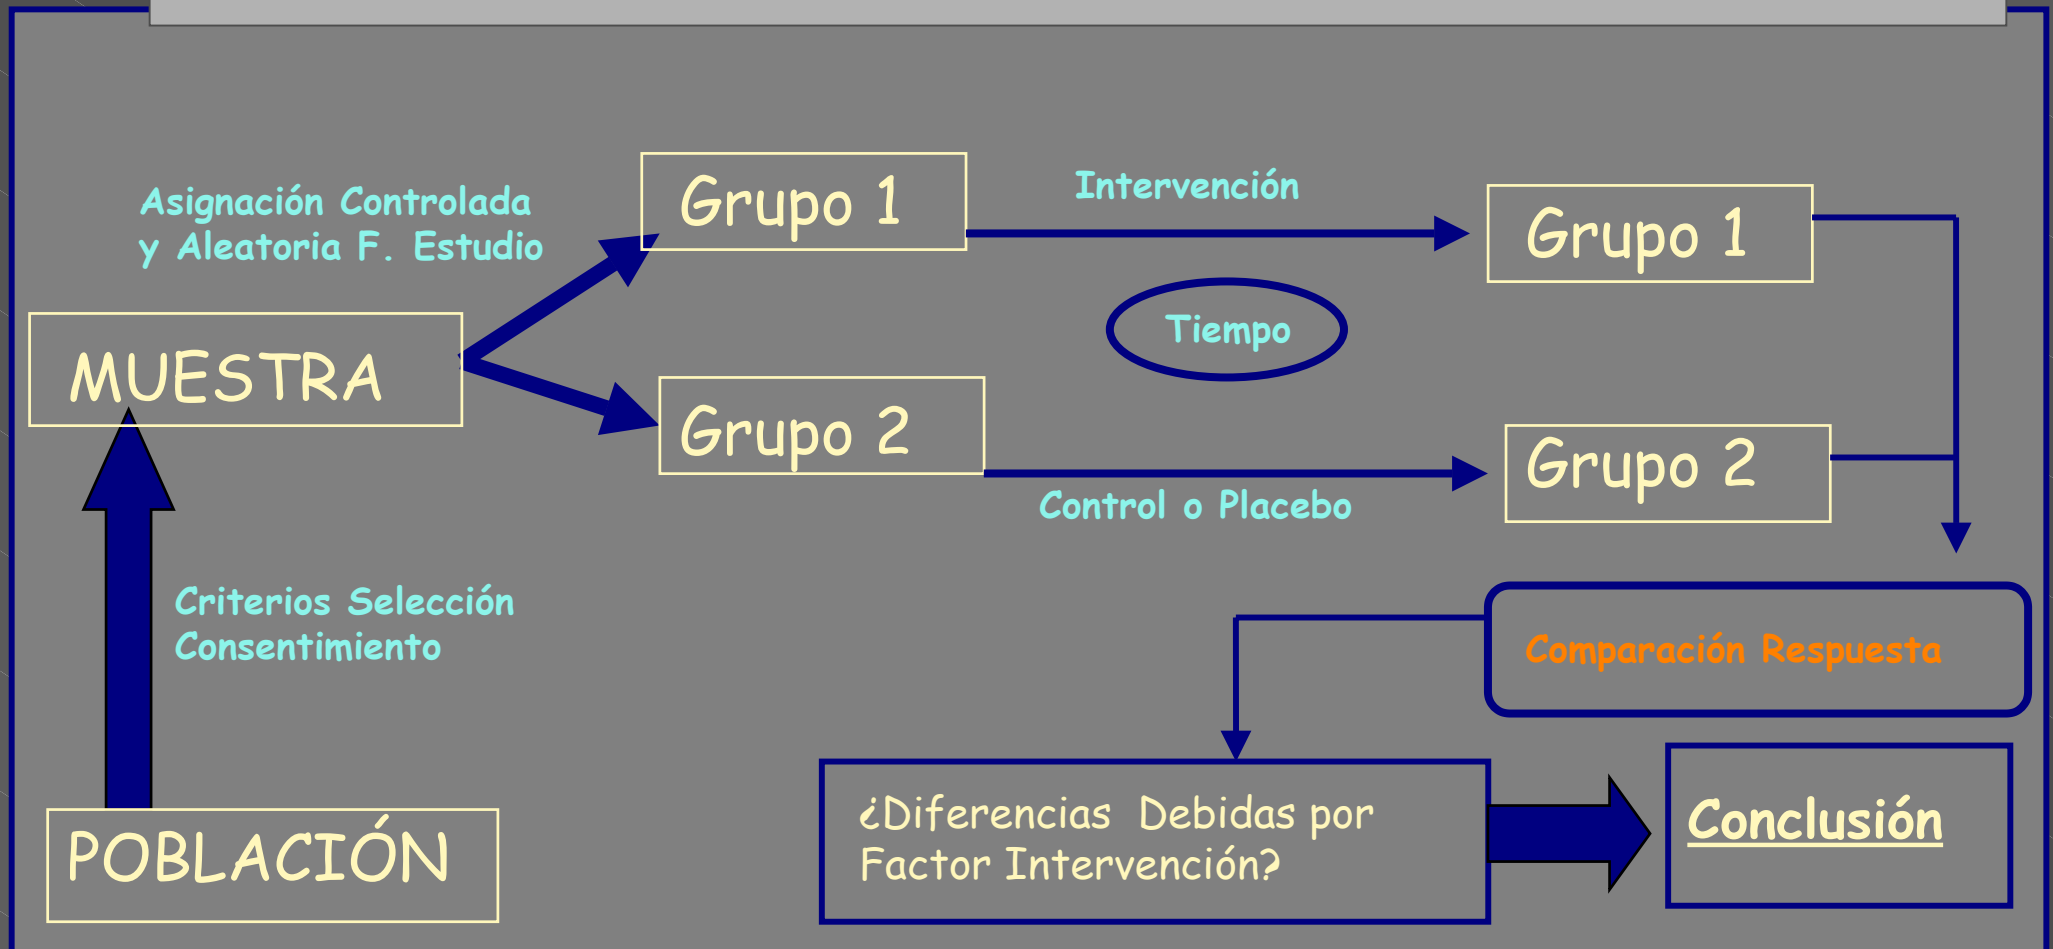 Asignación Controlada
y Aleatoria F. Estudio
Grupo 1
Intervención
Grupo 1
Tiempo
MUESTRA
Grupo 2
Control o Placebo
Grupo 2
Criterios Selección
Consentimiento
Comparación Respuesta
POBLACIÓN
¿Diferencias Debidas por
Factor Intervención?
Conclusión